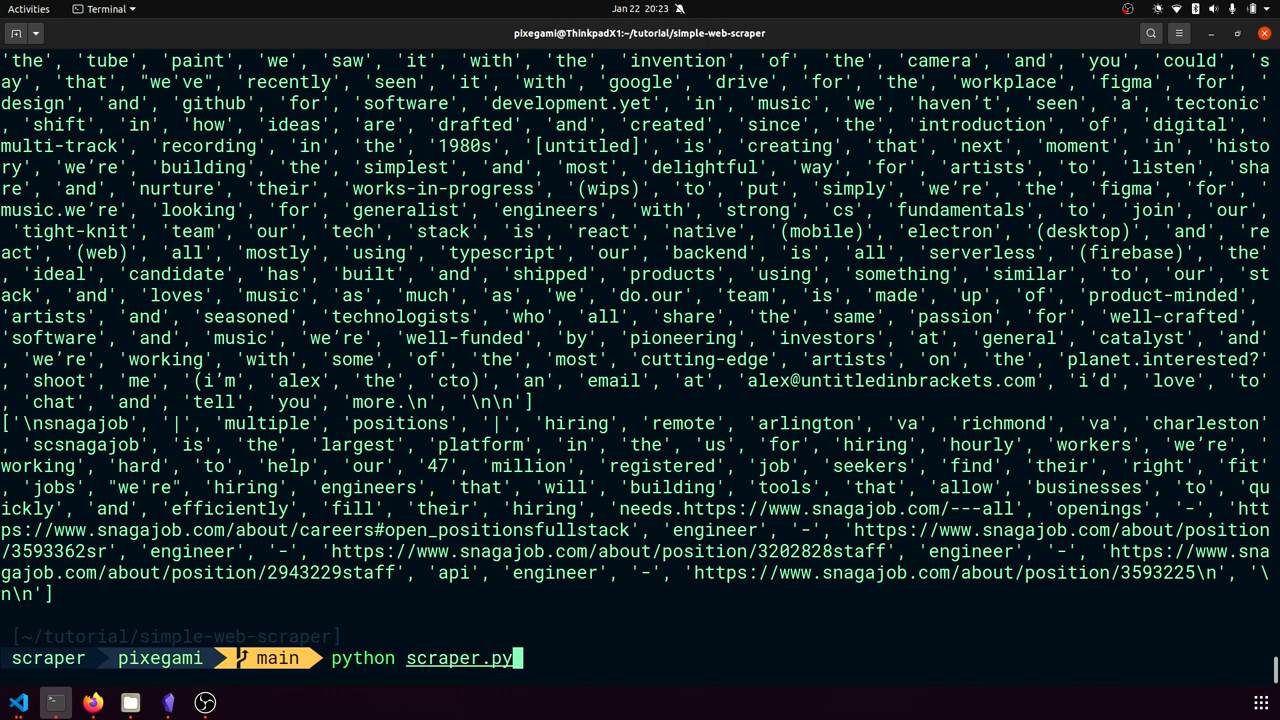 Activities
Terminal
Jan 22 20:23
pixegami@ThinkpadX1:~/tutorial/simple-web-scraper
'the', 'tube', 'paint', 'we', 'saw', 'it', 'with', 'the', 'invention', 'of', 'the', 'camera', 'and', 'you', 'could', 's
ay', 'that', "we've", 'recently', 'seen', 'it', 'with', 'google', 'drive', 'for', 'the', 'workplace', 'figma', 'for', '
design', 'and', 'github', 'for', 'software', 'development.yet', 'in', 'music', 'we', 'haven’t', 'seen', 'a', 'tectonic'
, 'shift', 'in', 'how', 'ideas', 'are', 'drafted', 'and', 'created', 'since', 'the', 'introduction', 'of', 'digital', '
multi-track', 'recording', 'in', 'the', '1980s', '[untitled]', 'is', 'creating', 'that', 'next', 'moment', 'in', 'histo
ry', 'we’re', 'building', 'the', 'simplest', 'and', 'most', 'delightful', 'way', 'for', 'artists', 'to', 'listen', 'sha
re', 'and', 'nurture', 'their', 'works-in-progress', '(wips)', 'to', 'put', 'simply', 'we’re', 'the', 'figma', 'for', '
music.we’re', 'looking', 'for', 'generalist', 'engineers', 'with', 'strong', 'cs', 'fundamentals', 'to', 'join', 'our',
'tight-knit', 'team', 'our', 'tech', 'stack', 'is', 'react', 'native', '(mobile)', 'electron', '(desktop)', 'and', 're
act', '(web)', 'all', 'mostly', 'using', 'typescript', 'our', 'backend', 'is', 'all', 'serverless', '(firebase)', 'the'
, 'ideal', 'candidate', 'has', 'built', 'and', 'shipped', 'products', 'using', 'something', 'similar', 'to', 'our', 'st
ack', 'and', 'loves', 'music', 'as', 'much', 'as', 'we', 'do.our', 'team', 'is', 'made', 'up', 'of', 'product-minded',
'artists', 'and', 'seasoned', 'technologists', 'who', 'all', 'share', 'the', 'same', 'passion', 'for', 'well-crafted',
'software', 'and', 'music', 'we’re', 'well-funded', 'by', 'pioneering', 'investors', 'at', 'general', 'catalyst', 'and'
, 'we’re', 'working', 'with', 'some', 'of', 'the', 'most', 'cutting-edge', 'artists', 'on', 'the', 'planet.interested?'
, 'shoot', 'me', '(i’m', 'alex', 'the', 'cto)', 'an', 'email', 'at', 'alex@untitledinbrackets.com', 'i’d', 'love', 'to'
, 'chat', 'and', 'tell', 'you', 'more.\n', '\n\n']
['\nsnagajob', '|', 'multiple', 'positions', '|', 'hiring', 'remote', 'arlington', 'va', 'richmond', 'va', 'charleston'
, 'scsnagajob', 'is', 'the', 'largest', 'platform', 'in', 'the', 'us', 'for', 'hiring', 'hourly', 'workers', 'we’re', '
working', 'hard', 'to', 'help', 'our', '47', 'million', 'registered', 'job', 'seekers', 'find', 'their', 'right', 'fit'
, 'jobs', "we're", 'hiring', 'engineers', 'that', 'will', 'building', 'tools', 'that', 'allow', 'businesses', 'to', 'qu
ickly', 'and', 'efficiently', 'fill', 'their', 'hiring', 'needs.https://www.snagajob.com/---all', 'openings', '-', 'htt
ps://www.snagajob.com/about/careers#open_positionsfullstack', 'engineer', '-', 'https://www.snagajob.com/about/position
/3593362sr', 'engineer', '-', 'https://www.snagajob.com/about/position/3202828staff', 'engineer', '-', 'https://www.sna
gajob.com/about/position/2943229staff', 'api', 'engineer', '-', 'https://www.snagajob.com/about/position/3593225\n', '\
n\n']
[~/tutorial/simple-web-scraper]
scraper pixegami main python scraper.py